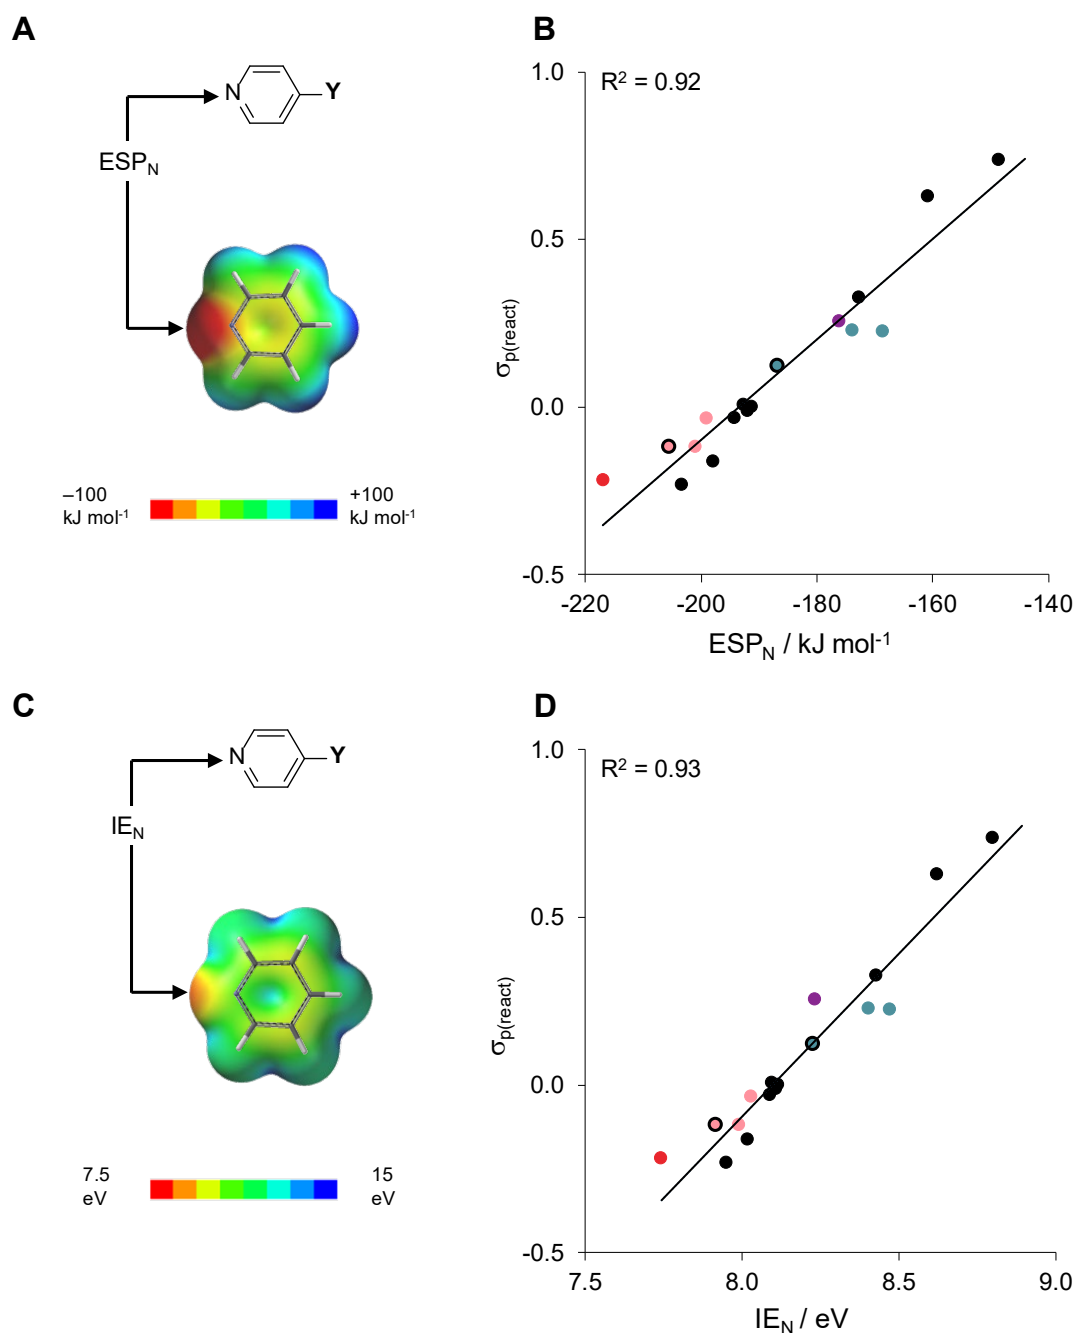 A
N
Y
ESPN
–100
kJ mol-1
+100
kJ mol-1
B
R2 = 0.92
1.0
0.5
0.0
-0.5
σp(react)
-220
-200
-180
-160
-140
ESPN / kJ mol-1
C
N
Y
IEN
7.5
eV
15
eV
D
R2 = 0.93
1.0
0.5
0.0
-0.5
σp(react)
7.5
8.0
8.5
9.0
IEN / eV